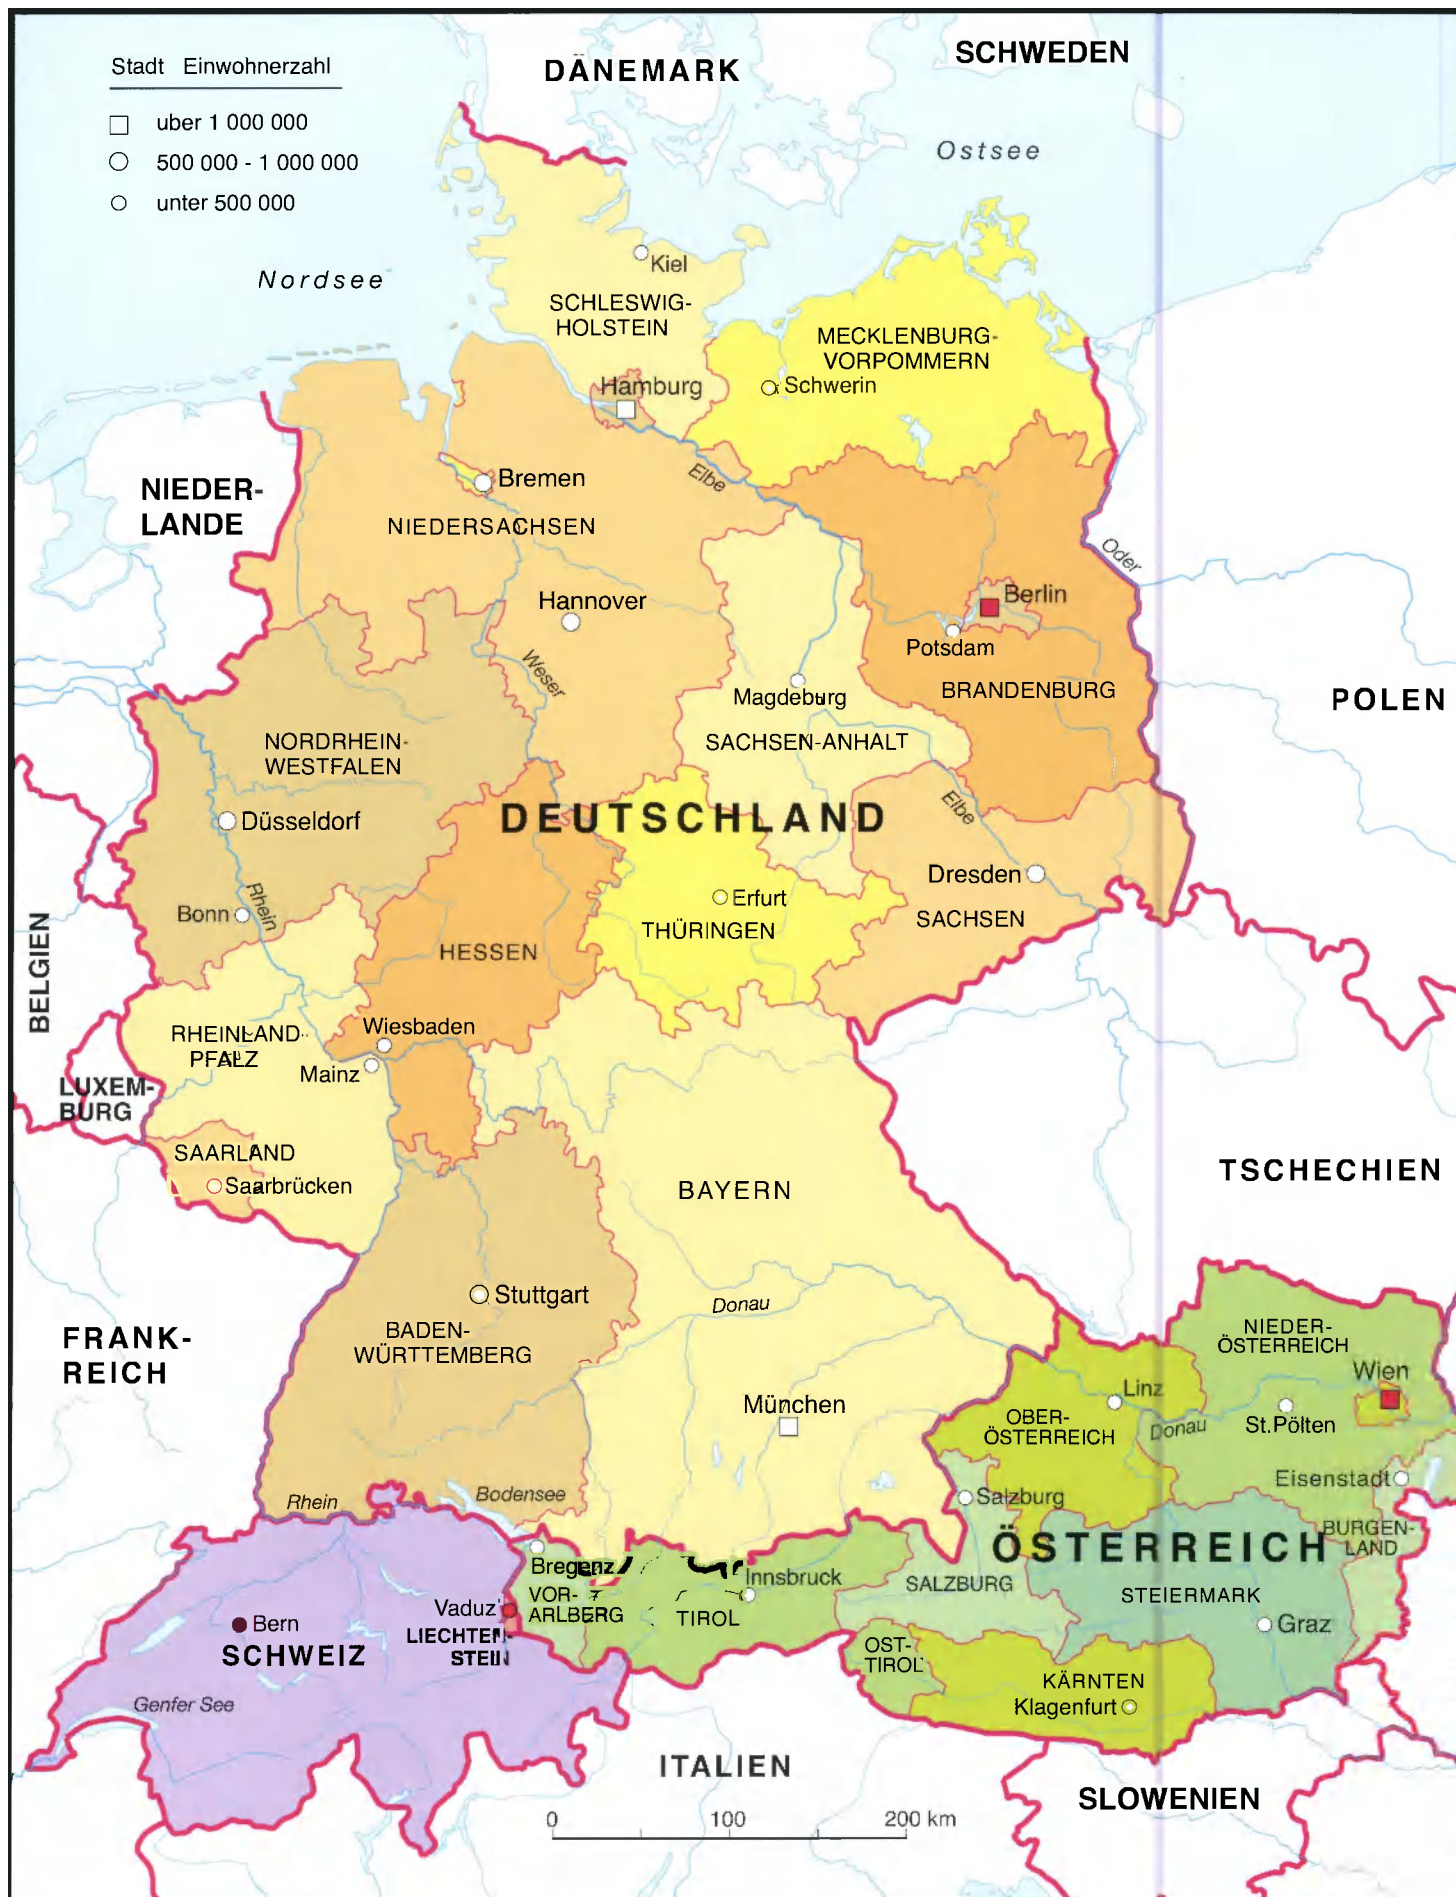 DÄNEMARK
SCHWEDEN
Stadt Einwohnerzahl
uber 1 000 000
500 000 - 1 000 000
unter 500 000
Ostsee
Nordsee
Kiel
SCHLESWIG-
HOLSTEIN
MECKLENBURG-
VORPOMMERN
Schwerin
Hamburg
NIEDER-
LANDE
Bremen
Elbe
NIEDERSACHSEN
Oder
Hannover
Berlin
Potsdam
Weser
Magdeburg
BRANDENBURG
POLEN
NORDRHEIN-
WESTFALEN
SACHSEN-ANHALT
DEUTSCHLAND
Elbe
Düsseldorf
Dresden
Erfurt
Bonn
Rhein
SACHSEN
THÜRINGEN
HESSEN
BELGIEN
RHEINLAND-
PFALZ
Wiesbaden
Mainz
LUXEM-
BURG
SAARLAND
Saarbrücken
BAYERN
TSCHECHIEN
Stuttgart
Donau
FRANK-
REICH
BADEN-
WÜRTTEMBERG
NIEDER-
ÖSTERREICH
Wien
Linz
München
OBER-
ÖSTERREICH
Donau
St.Pölten
Eisenstadt
Rhein
Bodensee
Salzburg
ÖSTERREICH
BURGEN-
LAND
Bregenz
Innsbruck
SALZBURG
VOR-
ARLBERG
TIROL
STEIERMARK
Vaduz
LIECHTEN-
STEIN
Bern
SCHWEIZ
Graz
OST-
TIROL
KÄRNTEN
Klagenfurt
Genfer See
ITALIEN
SLOWENIEN
0 100 200 km